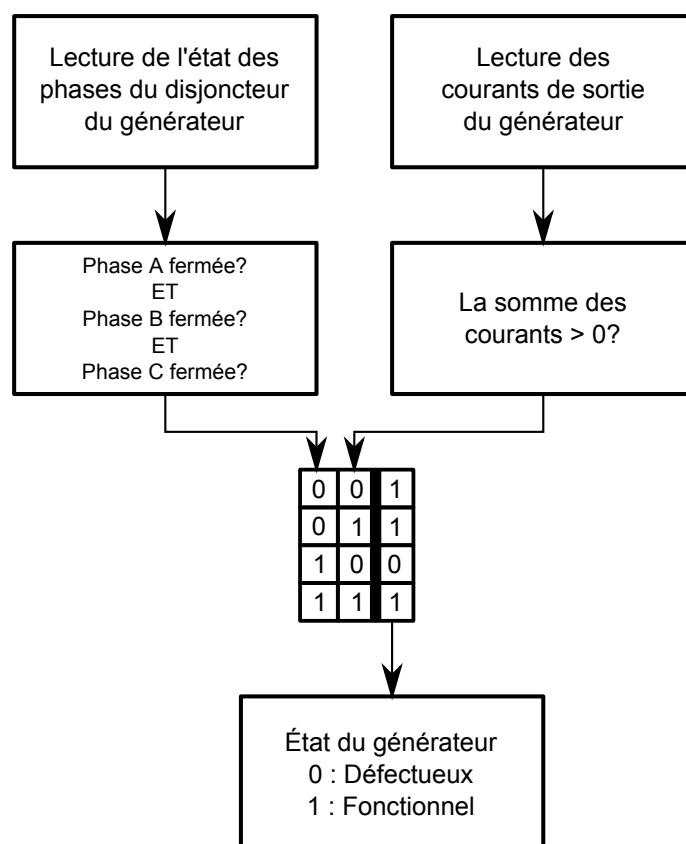 Lecture de l'état des
phases du disjoncteur
du générateur
Lecture des
courants de sortie
du générateur
Phase A fermée?
ET
Phase B fermée?
ET
Phase C fermée?
La somme des
courants > 0?
0 0 1
0 1 1
1 0 0
1 1 1
État du générateur
0 : Défectueux
1 : Fonctionnel